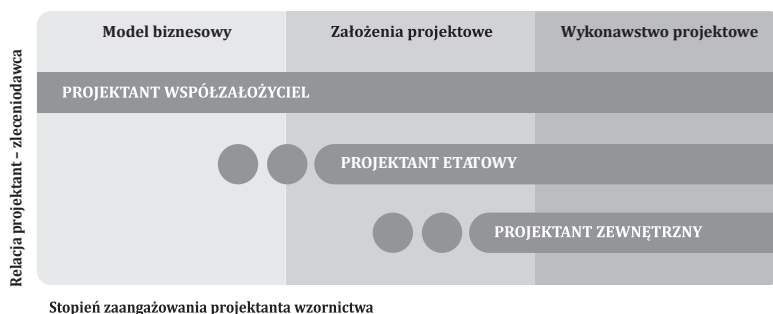 Model biznesowy
Założenia projektowe
Wykonawstwo projektowe
Relacja projektant – zleceniodawca
PROJEKTANT WSPÓŁZAŁOŻYCIEL
PROJEKTANT ETATOWY
PROJEKTANT ZEWNĘTRZNY
Stopień zaangażowania projektanta wzornictwa